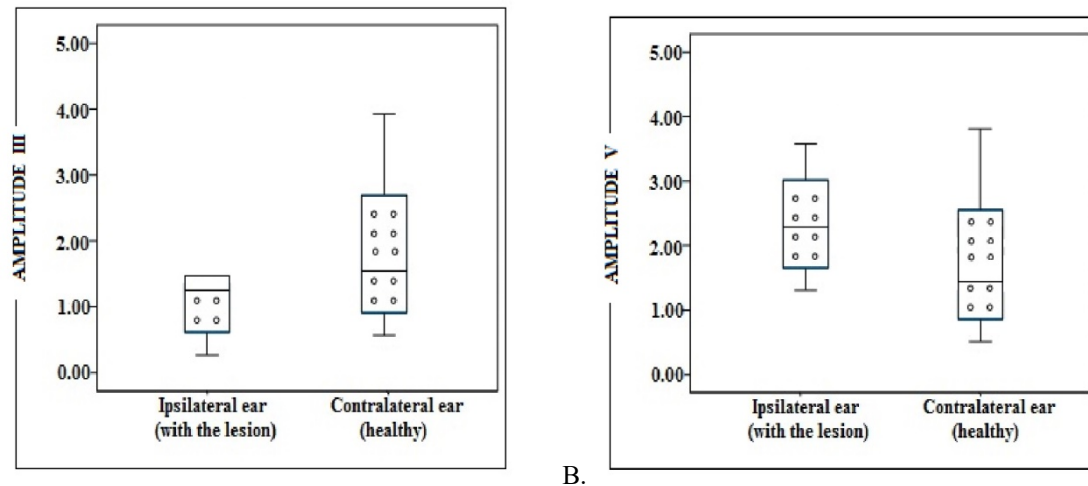 AMPLITUDE III
5.00
4.00
3.00
2.00
1.00
0.00
Ipsilateral ear
(with the lesion)
Contralateral ear
(healthy)
B.
AMPLITUDE V
5.00
4.00
3.00
2.00
1.00
0.00
Ipsilateral ear
(with the lesion)
Contralateral ear
(healthy)